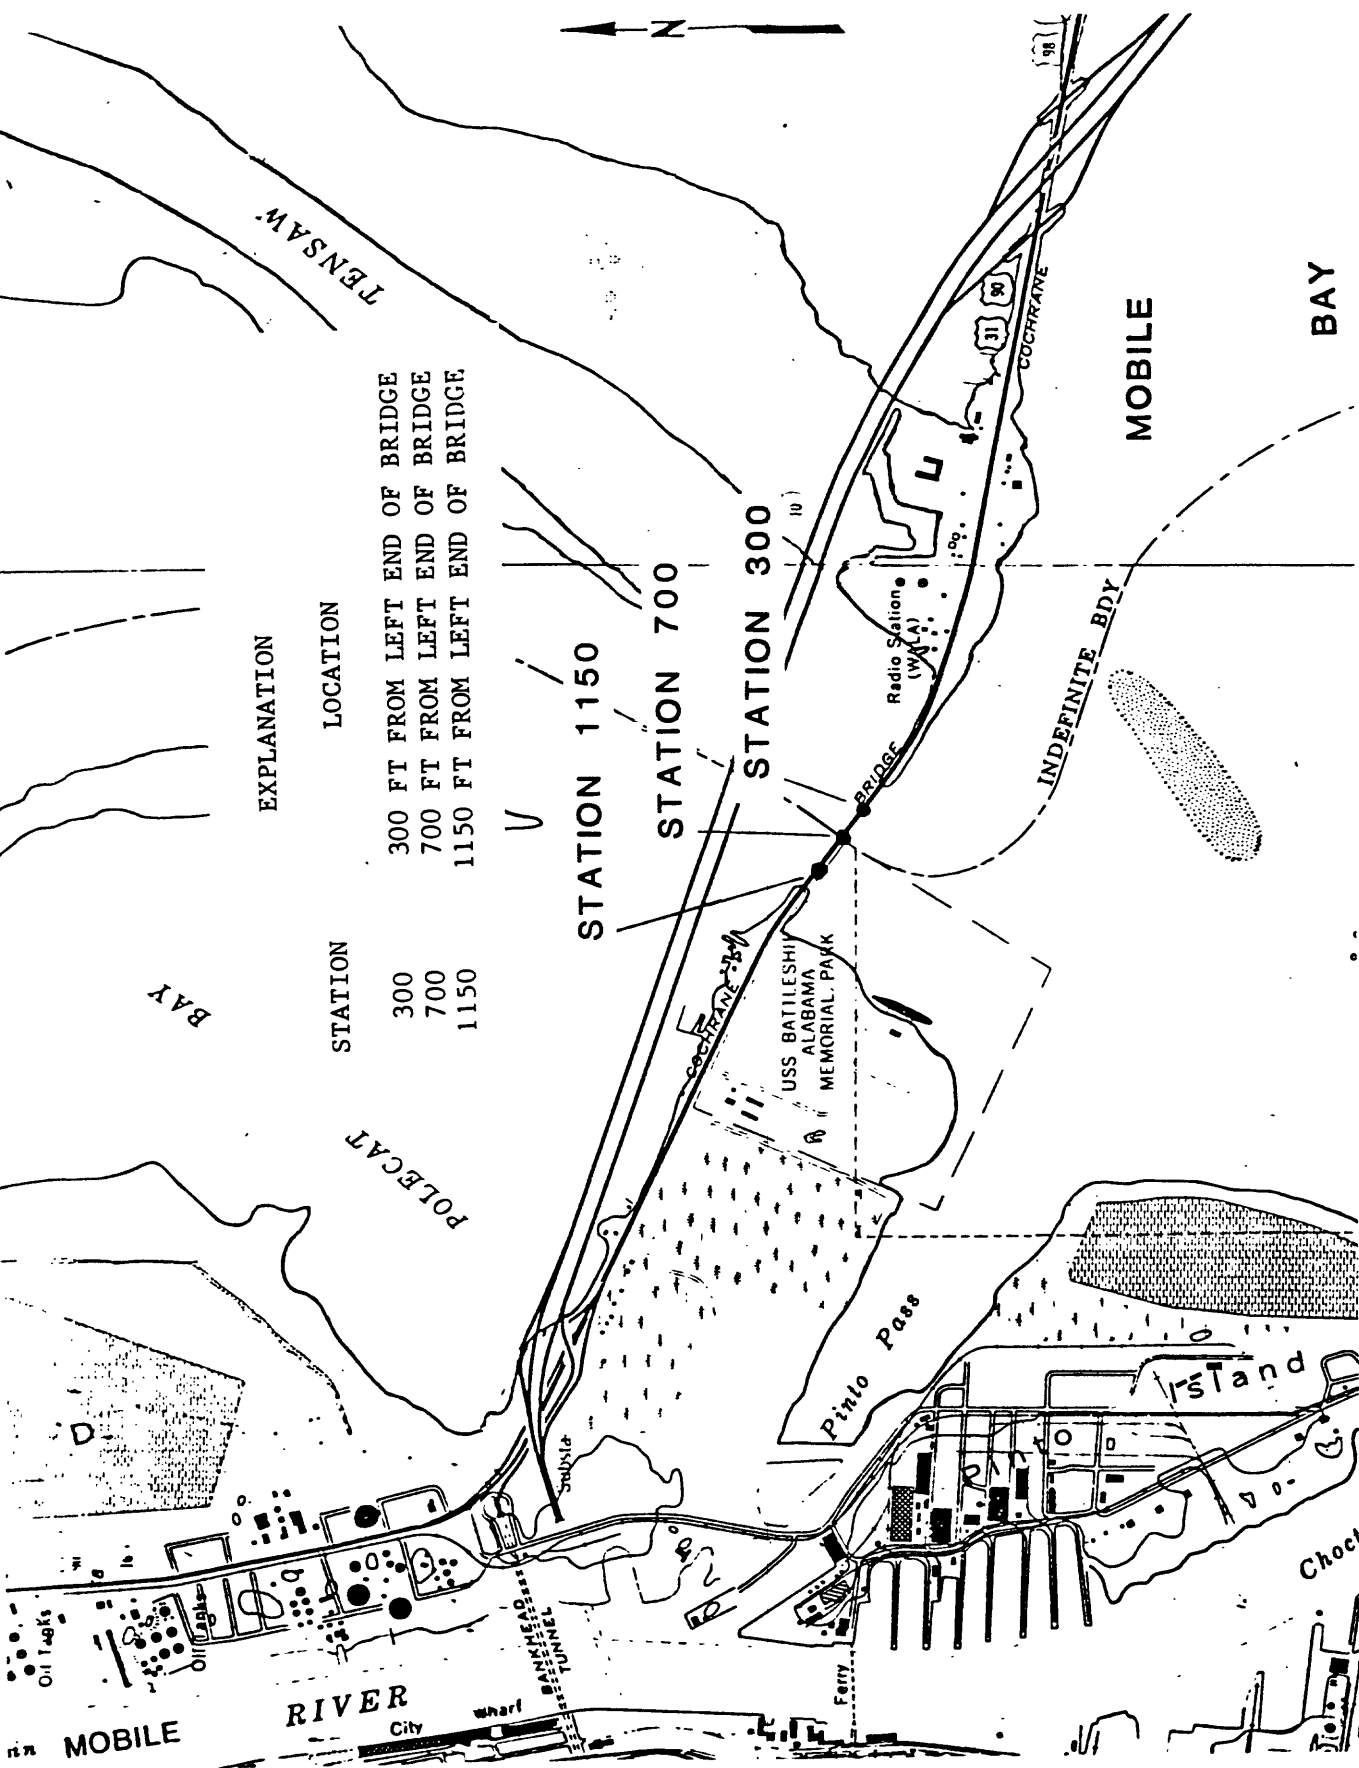 N
98
TENSAW
EXPLANATION
STATION LOCATION
300 300 FT FROM LEFT END OF BRIDGE
700 700 FT FROM LEFT END OF BRIDGE
1150 1150 FT FROM LEFT END OF BRIDGE
STATION 1150
STATION 700
STATION 300
POLECAT
BAY
90
31
COCHRANE
MOBILE
BAY
Radio Station
(WALA)
BRIDGE
INDEFINITE BDY
COCHRANE
USS BATTLESHIP
ALABAMA
MEMORIAL PARK
Pinto
Pass
Island
D
Substa
Oil Tanks
Oil Tanks
BANKHEAD
TUNNEL
MOBILE
RIVER
City
Wharf
Ferry